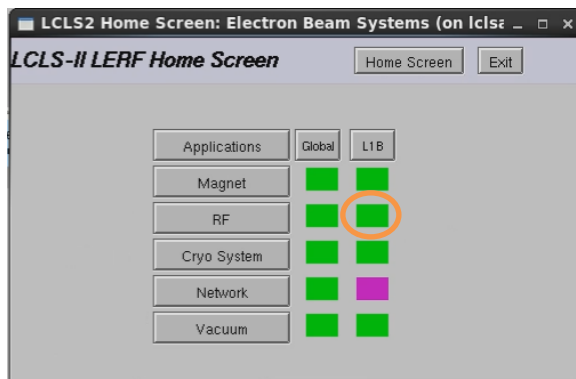 LCLS2 Home Screen: Electron Beam Systems (on lclsa
LCLS-II LERF Home Screen
Home Screen
Exit
Applications
Global
L1B
Magnet
RF
Cryo System
Network
Vacuum